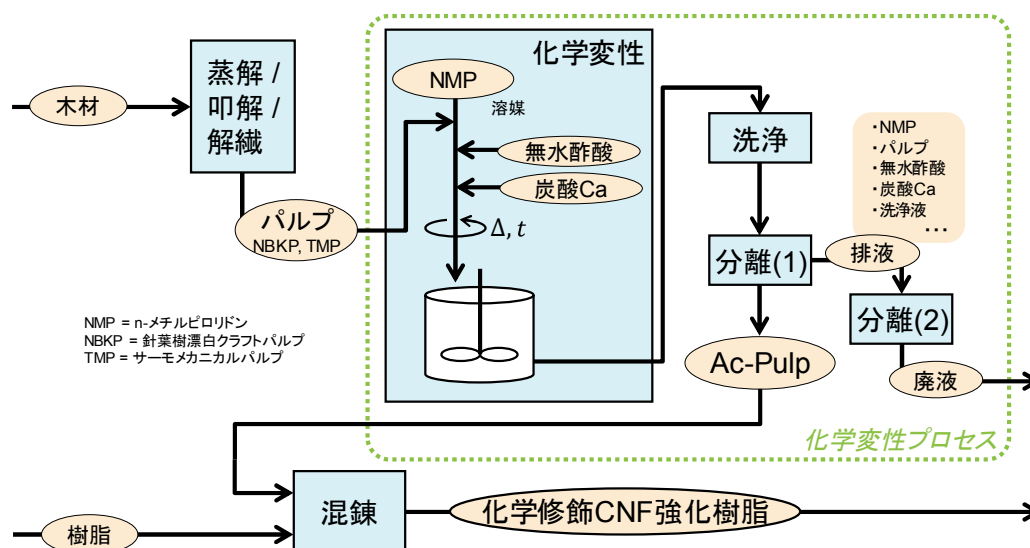 木材
蒸解 /
叩解 /
解繊
パルプ
NBKP, TMP
化学変性
NMP
溶媒
無水酢酸
炭酸Ca
Δ, t
洗浄
・NMP
・パルプ
・無水酢酸
・炭酸Ca
・洗浄液
…
分離(1)
排液
分離(2)
Ac-Pulp
廃液
化学変性プロセス
NMP = n-メチルピロリドン
NBKP = 針葉樹漂白クラフトパルプ
TMP = サーモメカニカルパルプ
樹脂
混錬
化学修飾CNF強化樹脂